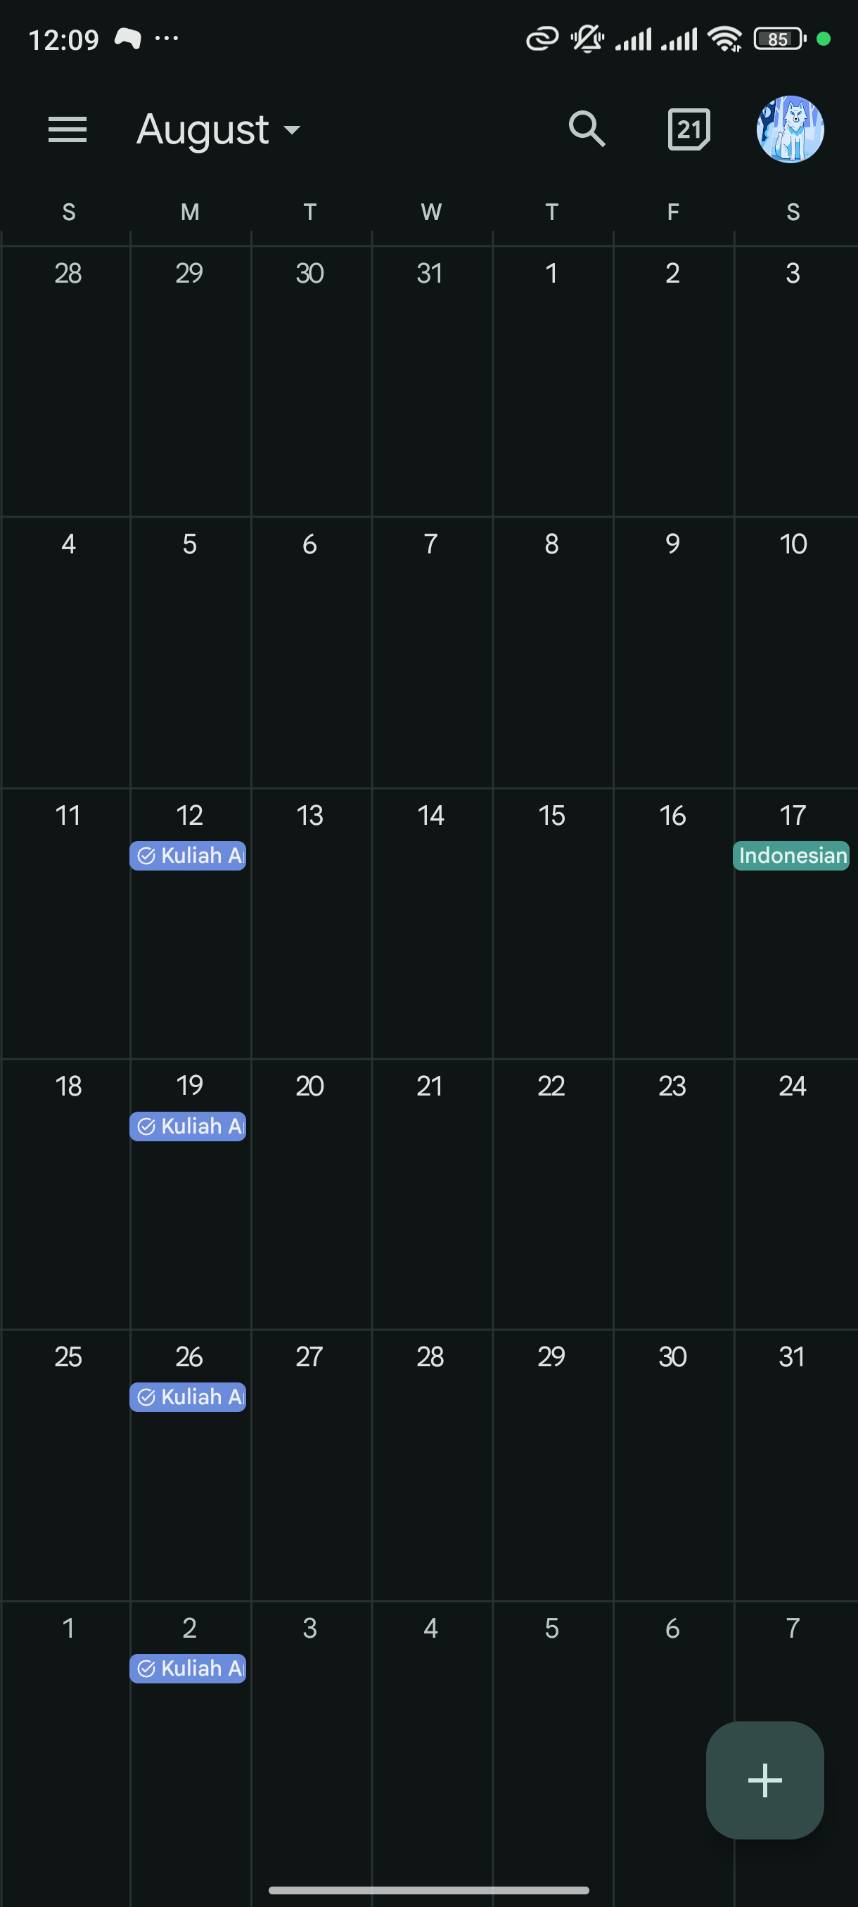 12:09 ... 85
August 21
S M T W T F S
28 29 30 31 1 2 3
4 5 6 7 8 9 10
11 12 13 14 15 16 17
Kuliah A Indonesian
18 19 20 21 22 23 24
Kuliah A
25 26 27 28 29 30 31
Kuliah A
1 2 3 4 5 6 7
Kuliah A
+